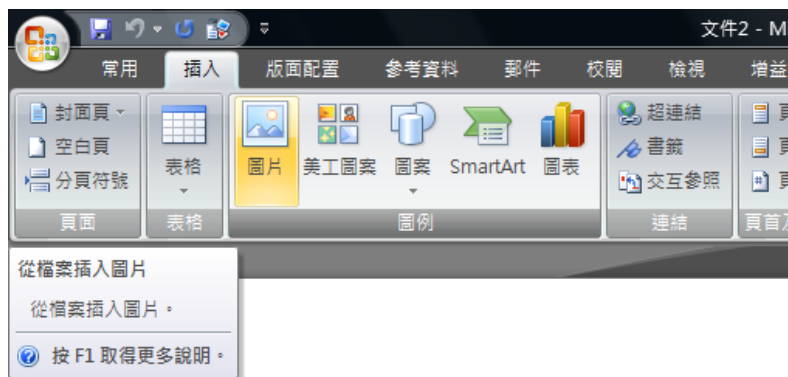 文件2 - M
常用 插入 版面配置 參考資料 郵件 校閱 檢視 增益
封面頁
空白頁
分頁符號
頁面
表格
表格
圖片 美工圖案 圖案 SmartArt 圖表
圖例
超連結
書籤
交互參照
連結
頁首及
從檔案插入圖片
從檔案插入圖片。
按 F1 取得更多說明。